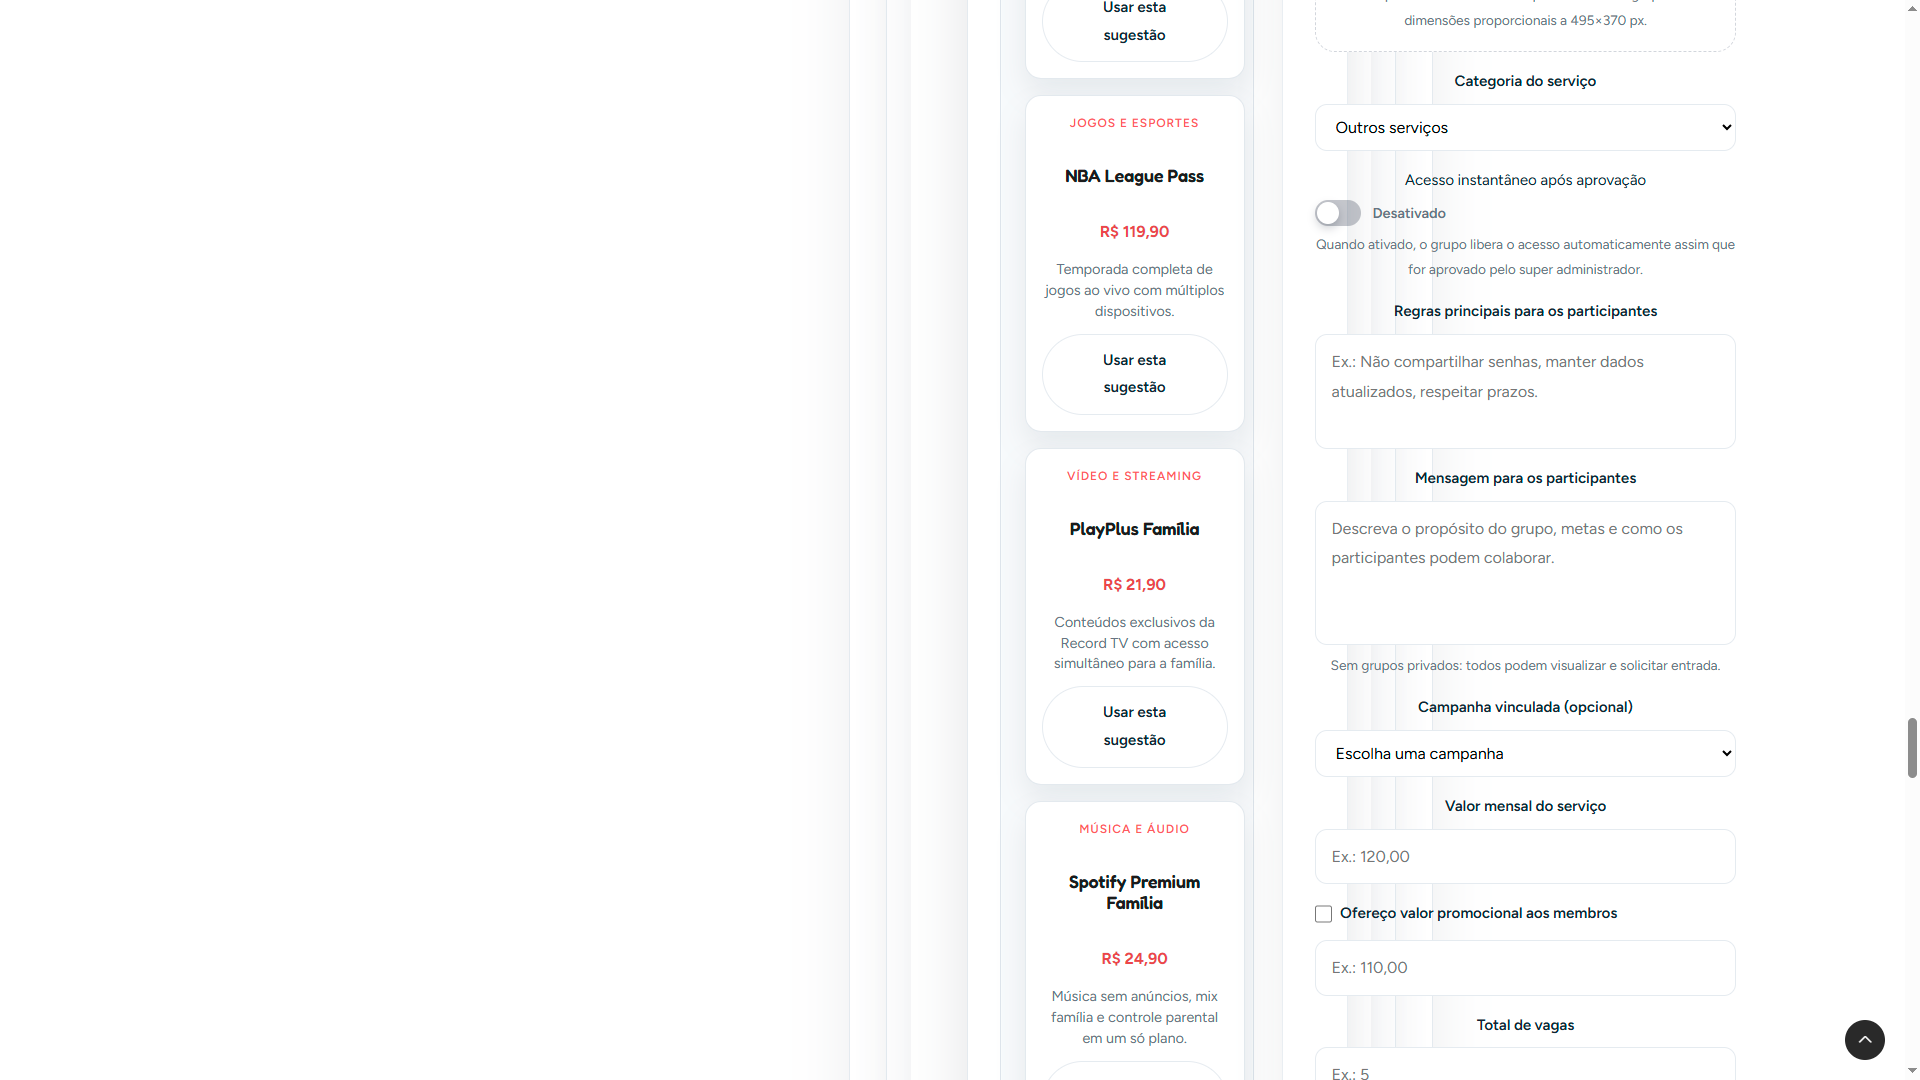 Usar esta
sugestão
JOGOS E ESPORTES
NBA League Pass
R$ 119,90
Temporada completa de
jogos ao vivo com múltiplos
dispositivos.
Usar esta
sugestão
VÍDEO E STREAMING
PlayPlus Família
R$ 21,90
Conteúdos exclusivos da
Record TV com acesso
simultâneo para a família.
Usar esta
sugestão
MÚSICA E ÁUDIO
Spotify Premium
Família
R$ 24,90
Música sem anúncios, mix
família e controle parental
em um só plano.
dimensões proporcionais a 495×370 px.
Categoria do serviço
Outros serviços
Acesso instantâneo após aprovação
Desativado
Quando ativado, o grupo libera o acesso automaticamente assim que
for aprovado pelo super administrador.
Regras principais para os participantes
Ex.: Não compartilhar senhas, manter dados
atualizados, respeitar prazos.
Mensagem para os participantes
Descreva o propósito do grupo, metas e como os
participantes podem colaborar.
Sem grupos privados: todos podem visualizar e solicitar entrada.
Campanha vinculada (opcional)
Escolha uma campanha
Valor mensal do serviço
Ex.: 120,00
Ofereço valor promocional aos membros
Ex.: 110,00
Total de vagas
Ex.: 5